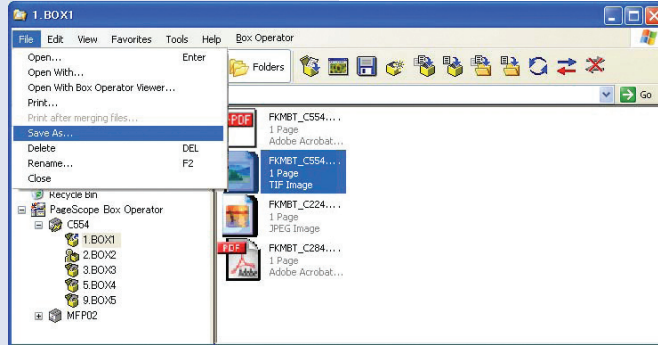 1.BOX1
File Edit View Favorites Tools Help Box Operator
Open... Enter
Open With...
Open With Box Operator Viewer...
Print...
Print after merging files...
Save As...
Delete DEL
Rename... F2
Close
Folders
Go
Recycle Bin
PageScope Box Operator
C554
1.BOX1
2.BOX2
3.BOX3
5.BOX4
9.BOX5
MFP02
PDF
FKMBT_C554....
1 Page
Adobe Acrobat...
FKMBT_C554....
1 Page
TIF Image
FKMBT_C224....
1 Page
JPEG Image
PDF
Adobe
FKMBT_C284....
1 Page
Adobe Acrobat...